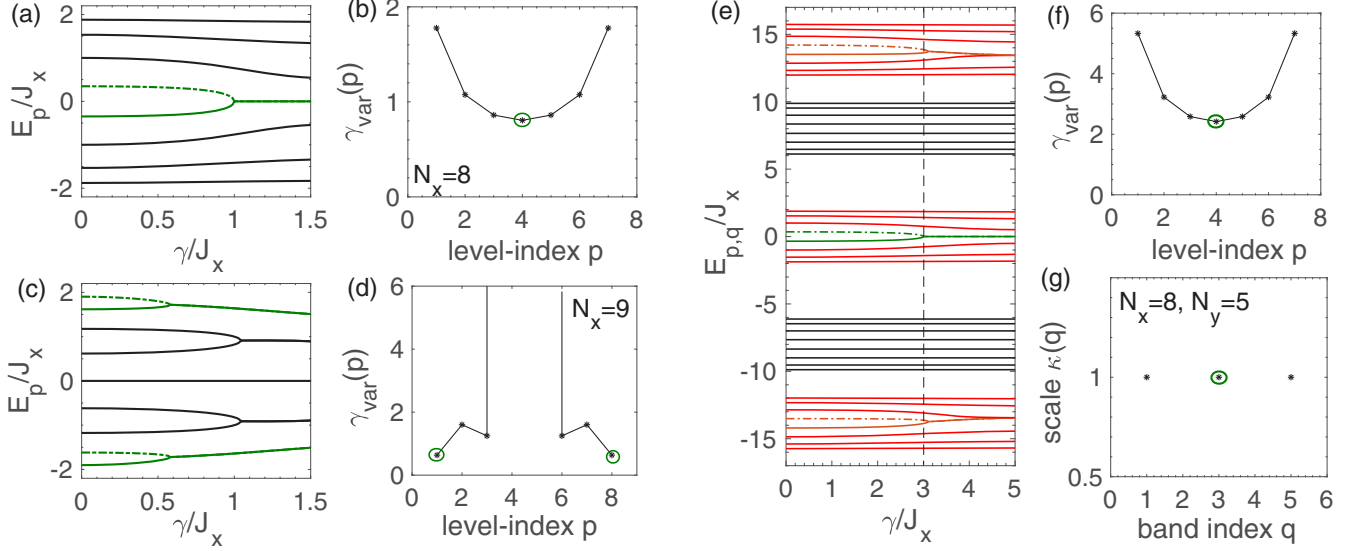 (a)
E_p/J_x
2
0
-2
0
0.5
1
1.5
γ/J_x
(b)
γ_var(p)
2
1
0
0
2
4
6
8
N_x=8
level-index p
(c)
E_p/J_x
2
0
-2
0
0.5
1
1.5
γ/J_x
(d)
γ_var(p)
6
4
2
0
0
2
4
6
8
N_x=9
level-index p
(e)
E_p,q/J_x
15
10
5
0
-5
-10
-15
0
1
2
3
4
5
γ/J_x
(f)
γ_var(p)
6
4
2
0
0
2
4
6
8
level-index p
(g)
scale κ(q)
1
0.5
0
1
2
3
4
5
6
N_x=8, N_y=5
band index q